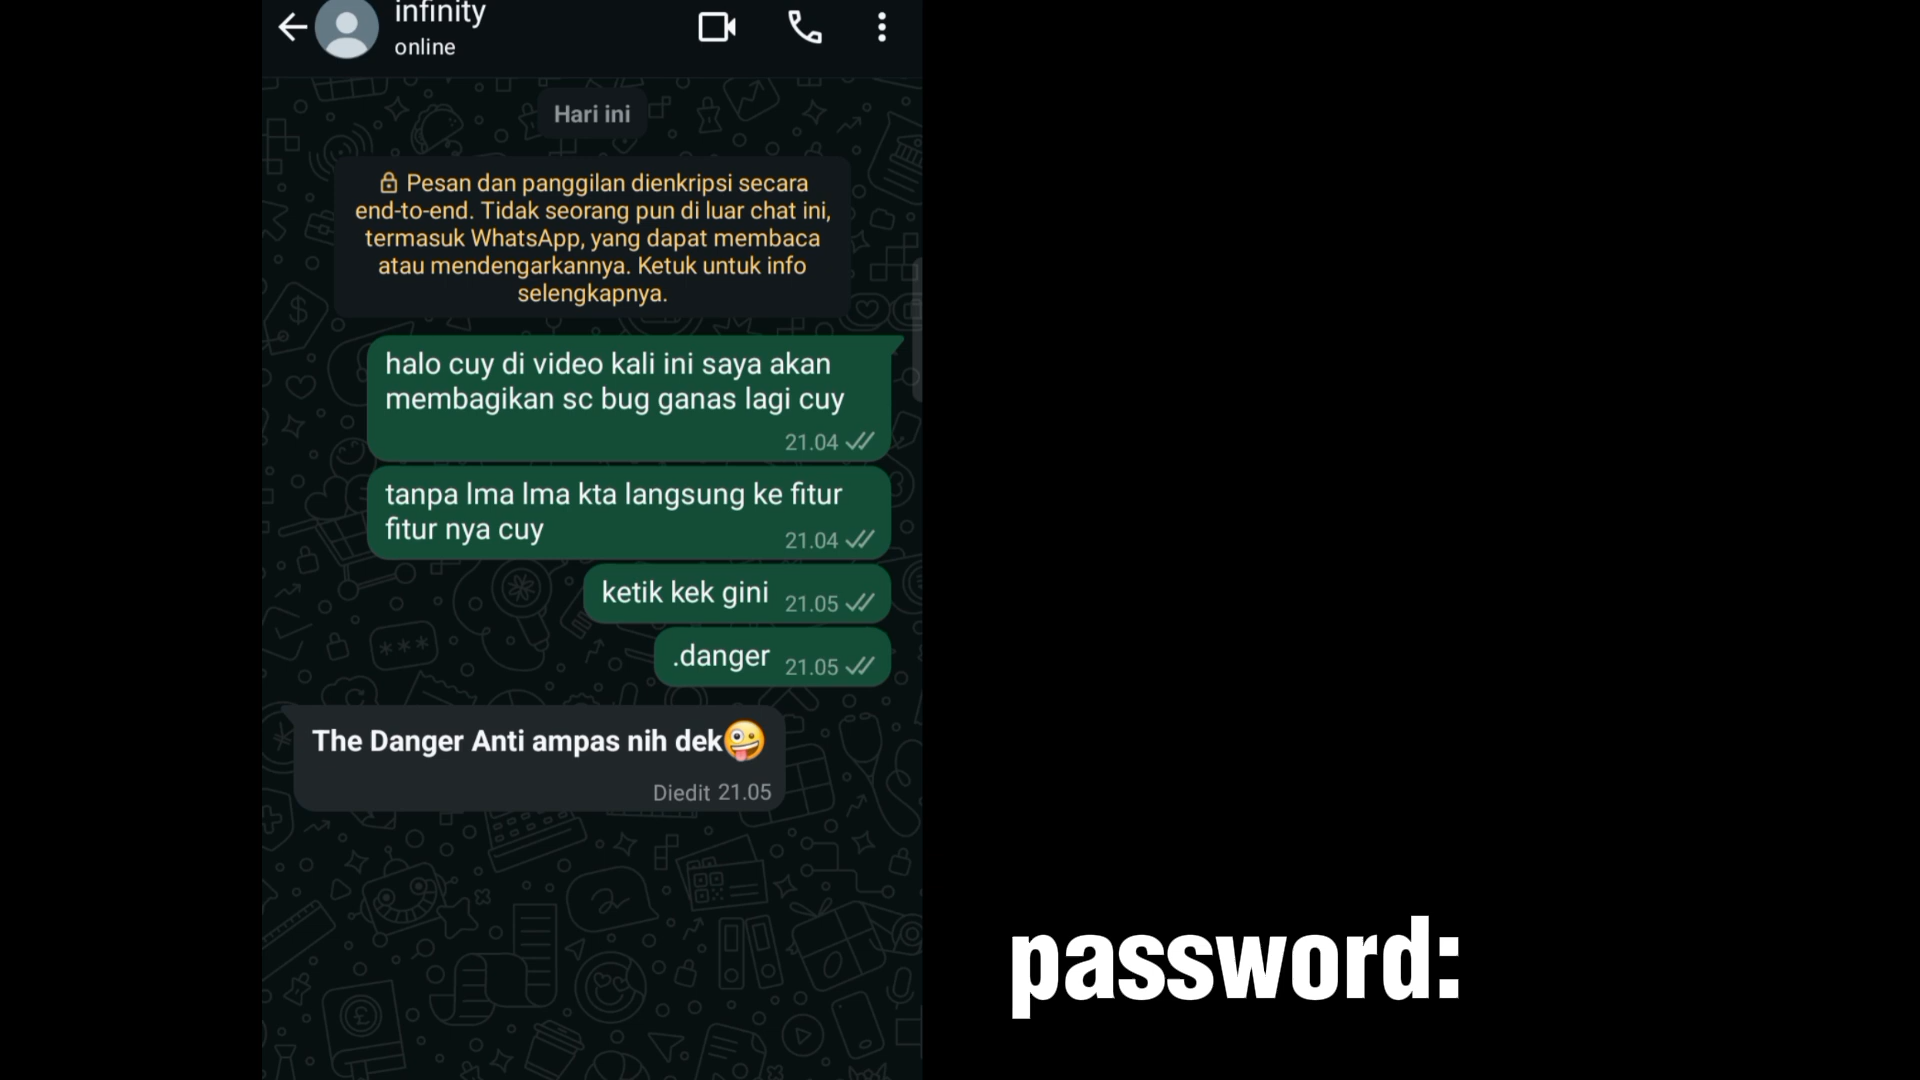 infinity
online
Hari ini
Pesan dan panggilan dienkripsi secara
end-to-end. Tidak seorang pun di luar chat ini,
termasuk WhatsApp, yang dapat membaca
atau mendengarkannya. Ketuk untuk info
selengkapnya.
halo cuy di video kali ini saya akan
membagikan sc bug ganas lagi cuy
21.04
tanpa lma lma kta langsung ke fitur
fitur nya cuy
21.04
ketik kek gini 21.05
.danger 21.05
The Danger Anti ampas nih dek🤪
Diedit 21.05
password: